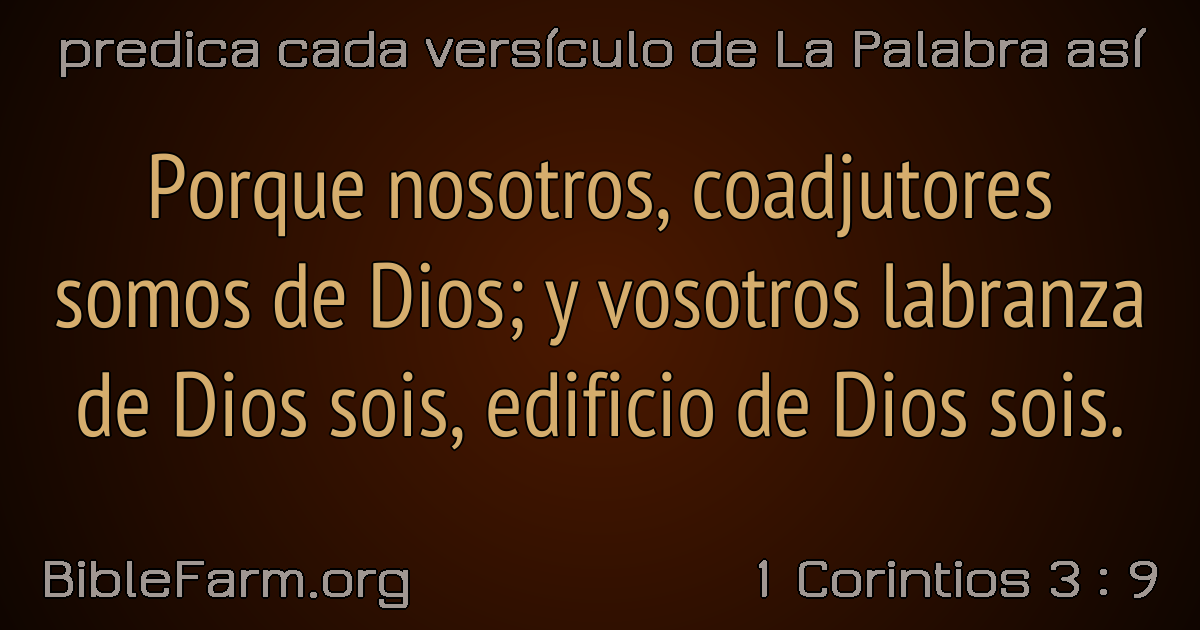 predica cada versículo de La Palabra así
Porque nosotros, coadjutores
somos de Dios; y vosotros labranza
de Dios sois, edificio de Dios sois.
BibleFarm.org
1 Corintios 3 : 9